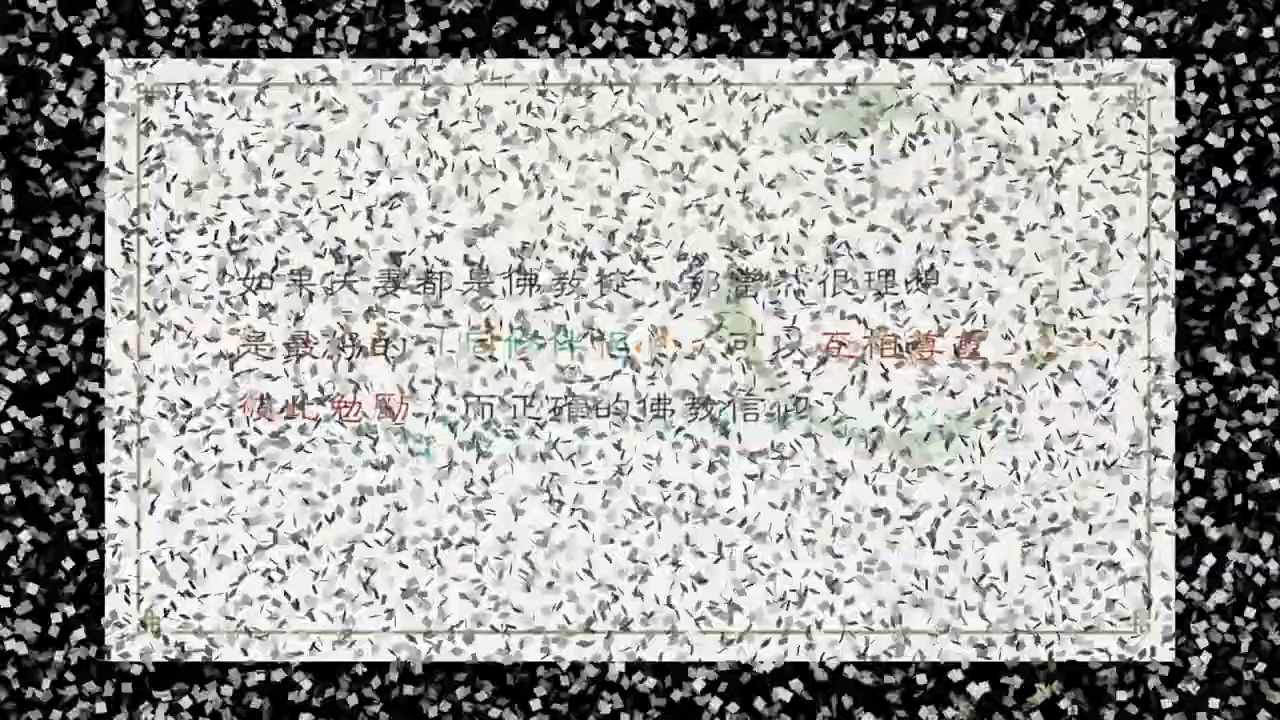 如果夫妻都是佛教徒，那當然很理想
是最好的「同修伴侶」，可以互相尊重、
彼此勉勵，而正確的佛教信仰